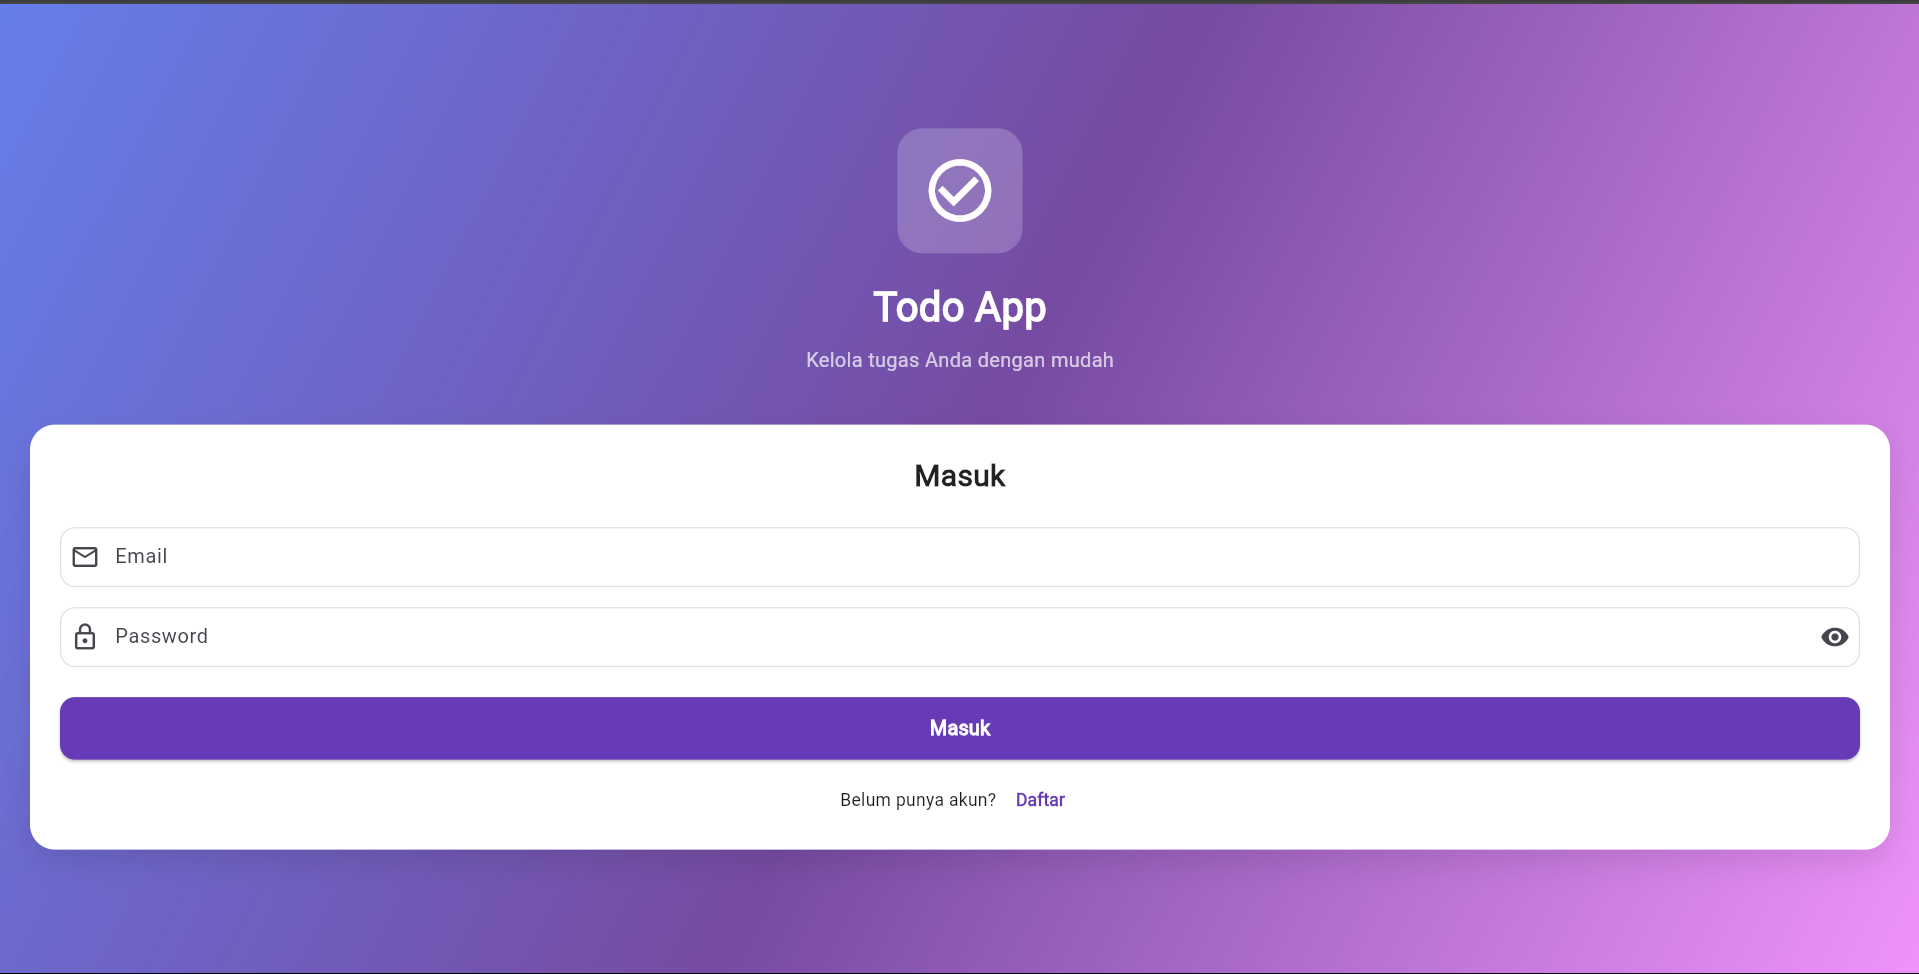 Todo App
Kelola tugas Anda dengan mudah
Masuk
Email
Password
Masuk
Belum punya akun? Daftar